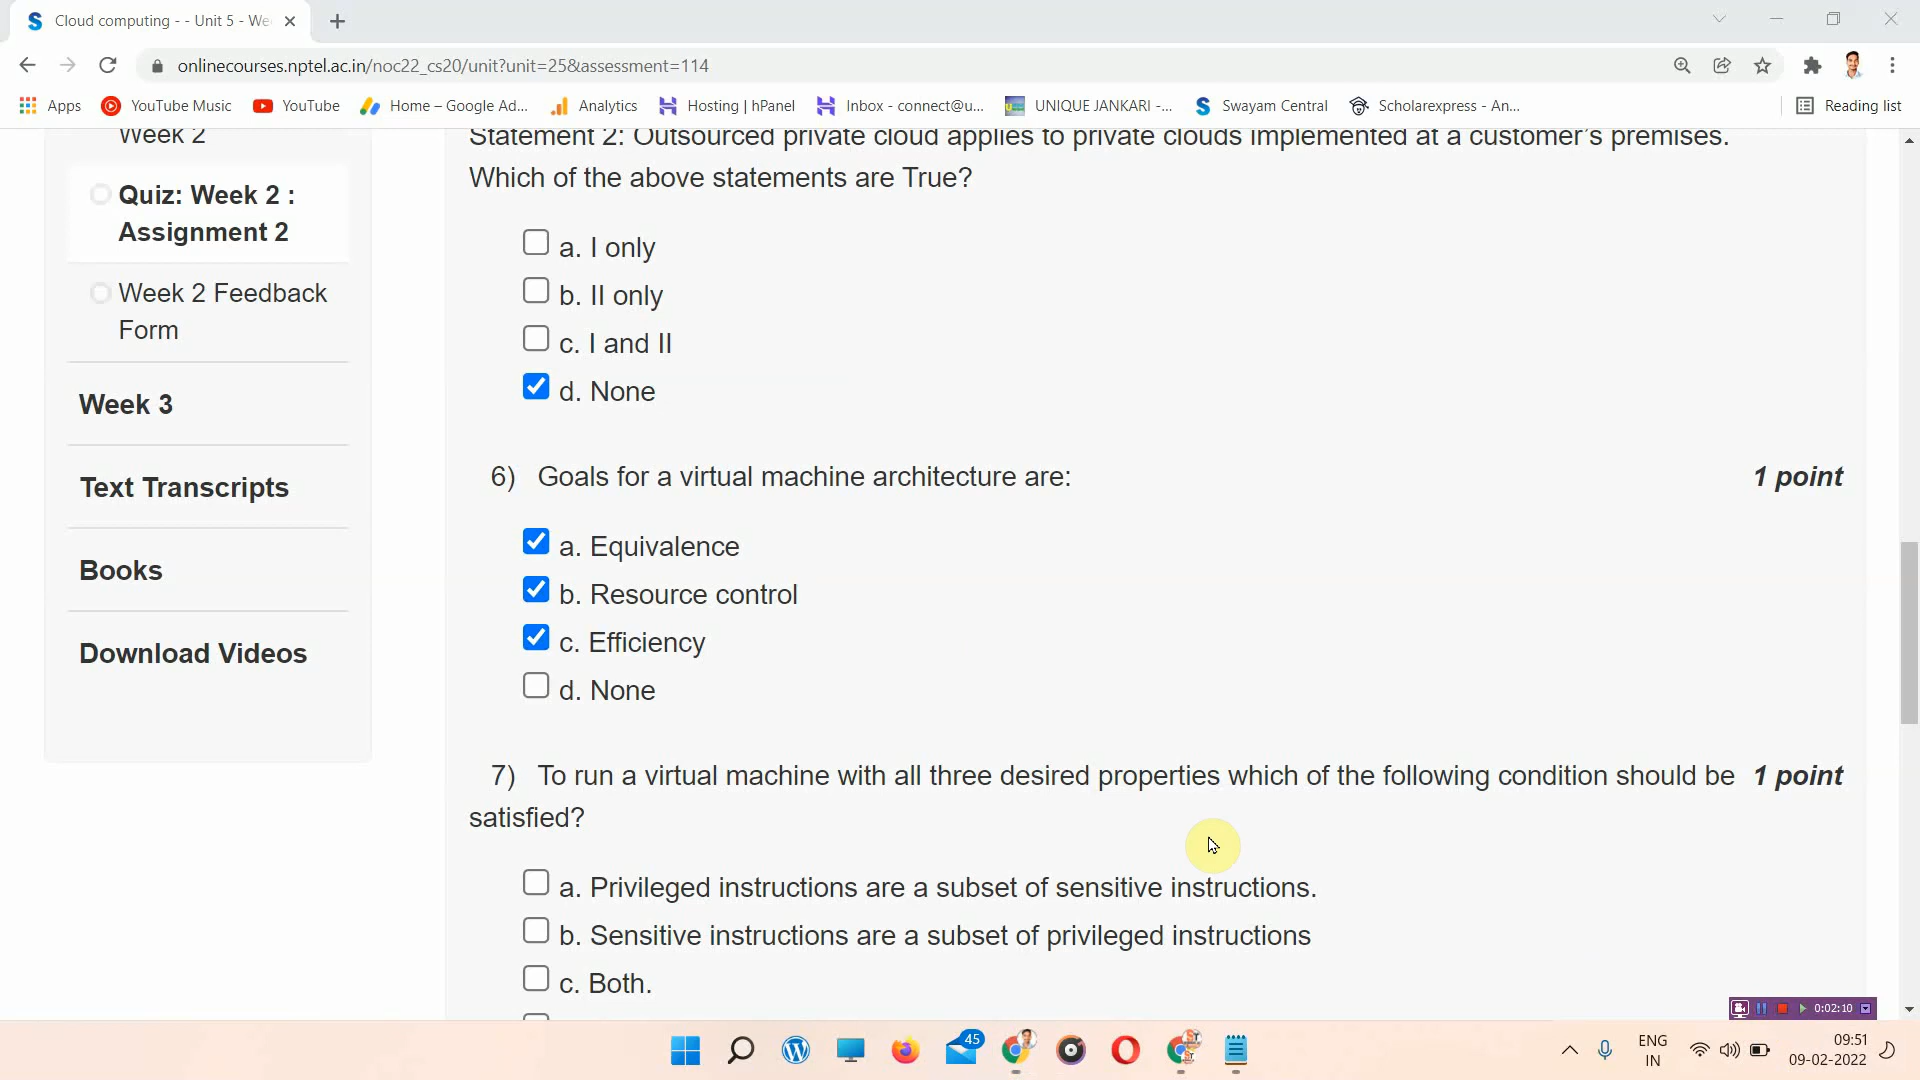 Cloud computing - - Unit 5 - We
onlinecourses.nptel.ac.in/noc22_cs20/unit?unit=25&assessment=114
Apps YouTube Music YouTube Home – Google Ad... Analytics Hosting | hPanel Inbox - connect@u... UNIQUE JANKARI -... Swayam Central Scholarexpress - An... Reading list
Week 2
Quiz: Week 2 :
Assignment 2
Week 2 Feedback
Form
Week 3
Text Transcripts
Books
Download Videos
Statement 2: Outsourced private cloud applies to private clouds implemented at a customer’s premises.
Which of the above statements are True?
a. I only
b. II only
c. I and II
d. None
6) Goals for a virtual machine architecture are: 1 point
a. Equivalence
b. Resource control
c. Efficiency
d. None
7) To run a virtual machine with all three desired properties which of the following condition should be 1 point
satisfied?
a. Privileged instructions are a subset of sensitive instructions.
b. Sensitive instructions are a subset of privileged instructions
c. Both.
0:02:10
45
ENG
IN
09:51
09-02-2022